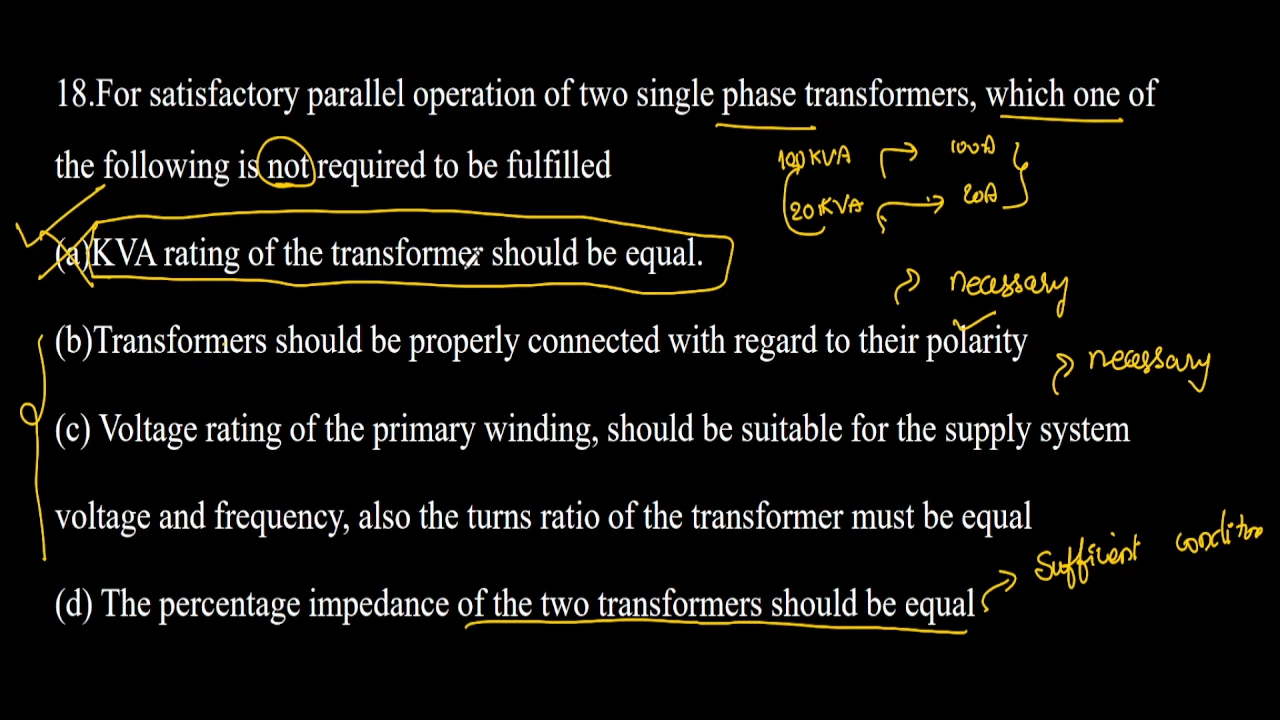 18.For satisfactory parallel operation of two single phase transformers, which one of
the following is not required to be fulfilled
100KVA 100A
20KVA 20A
(a)KVA rating of the transformer should be equal.
necessary
(b)Transformers should be properly connected with regard to their polarity
necessary
(c) Voltage rating of the primary winding, should be suitable for the supply system
voltage and frequency, also the turns ratio of the transformer must be equal
Sufficient condition
(d) The percentage impedance of the two transformers should be equal